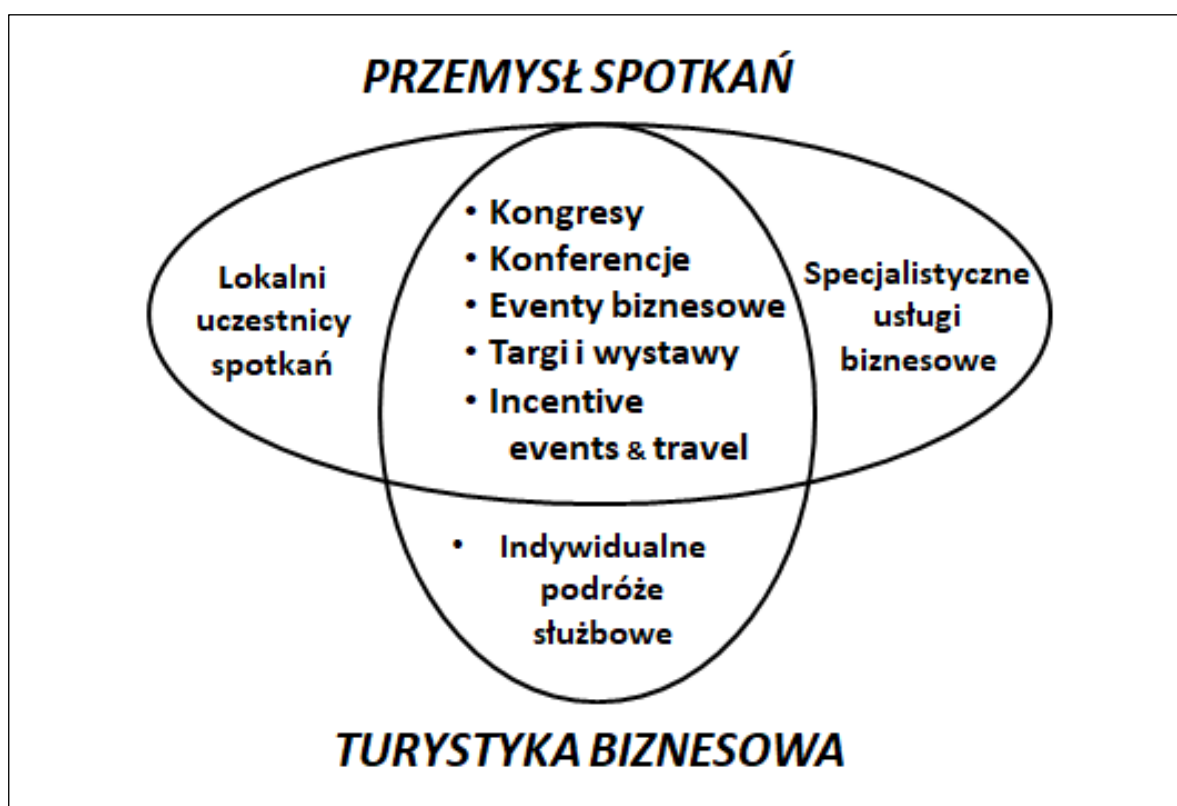 PRZEMYSŁ SPOTKAŃ
Lokalni
uczestnicy
spotkań
• Kongresy
• Konferencje
• Eventy biznesowe
• Targi i wystawy
• Incentive
events & travel
Specjalistyczne
usługi
biznesowe
• Indywidualne
podróże
służbowe
TURYSTYKA BIZNESOWA